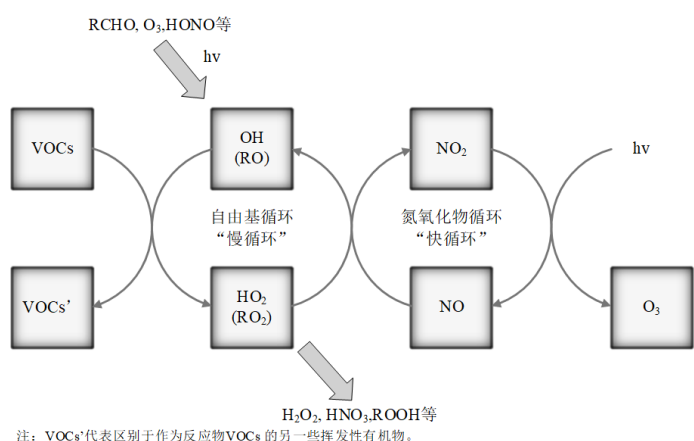 RCHO, O₃,HONO等
hv
VOCs
OH
(RO)
NO₂
hv
自由基循环
“慢循环”
氮氧化物循环
“快循环”
VOCs’
HO₂
(RO₂)
NO
O₃
H₂O₂, HNO₃,ROOH等
注：VOCs’代表区别于作为反应物VOCs 的另一些挥发性有机物。